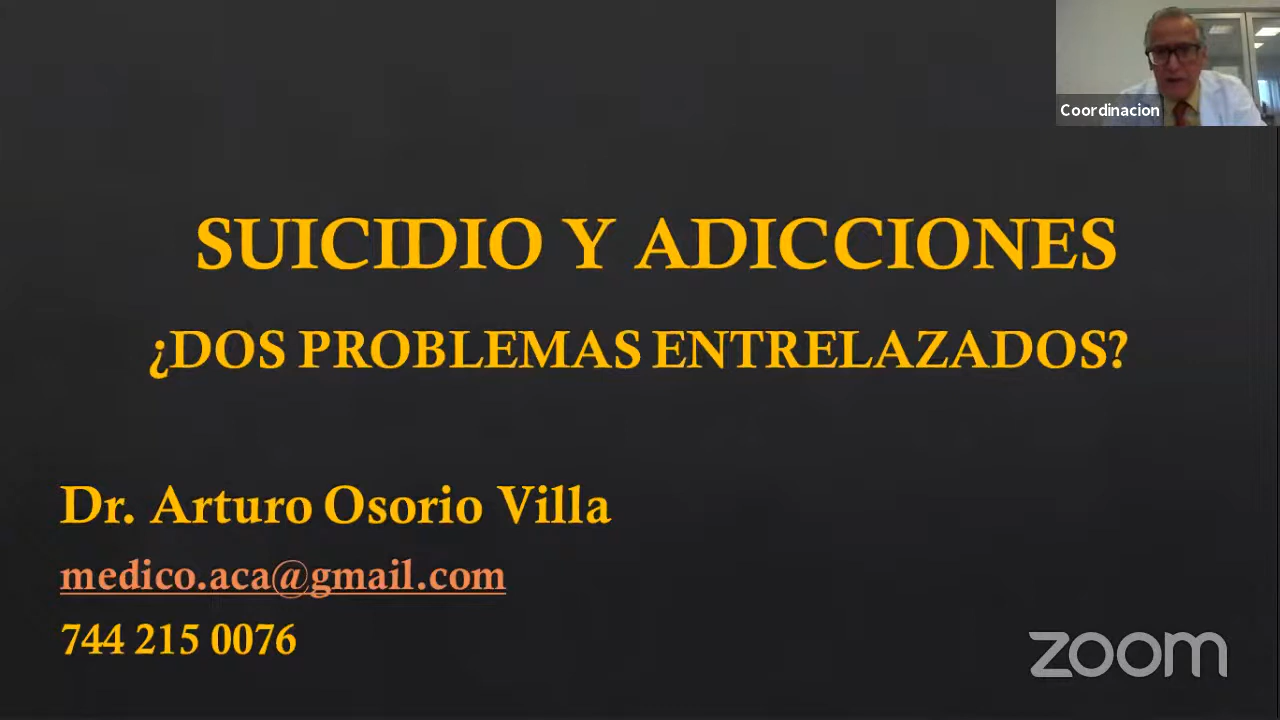 Coordinacion
SUICIDIO Y ADICCIONES
¿DOS PROBLEMAS ENTRELAZADOS?
Dr. Arturo Osorio Villa
medico.aca@gmail.com
744 215 0076
zoom